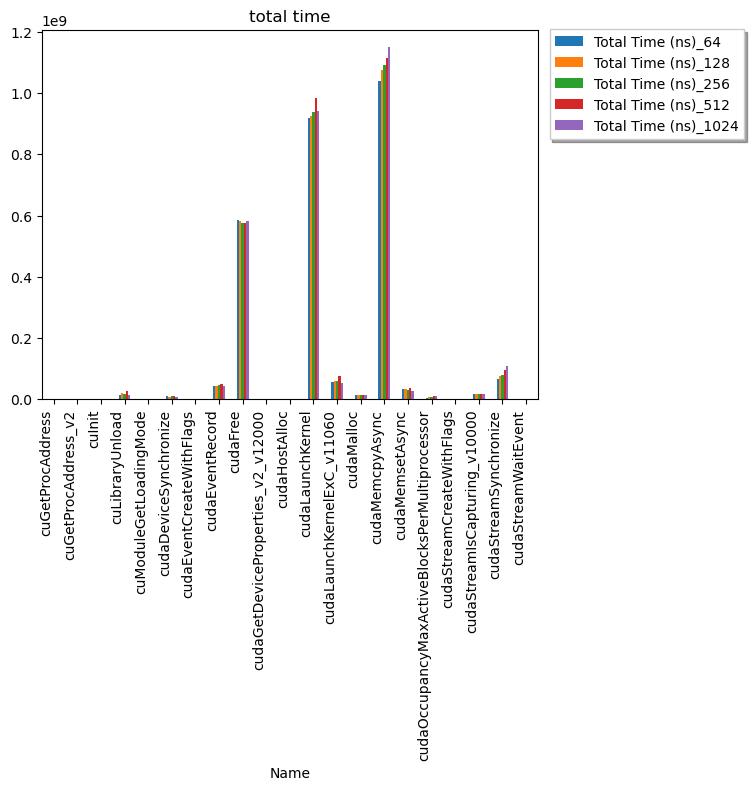 total time
1e9
1.2
1.0
0.8
0.6
0.4
0.2
0.0
Total Time (ns)_64
Total Time (ns)_128
Total Time (ns)_256
Total Time (ns)_512
Total Time (ns)_1024
cuGetProcAddress
cuGetProcAddress_v2
cuInit
cuLibraryUnload
cuModuleGetLoadingMode
cudaDeviceSynchronize
cudaEventCreateWithFlags
cudaEventRecord
cudaFree
cudaGetDeviceProperties_v2_v12000
cudaHostAlloc
cudaLaunchKernel
cudaLaunchKernelExC_v11060
cudaMalloc
cudaMemcpyAsync
cudaMemsetAsync
cudaOccupancyMaxActiveBlocksPerMultiprocessor
cudaStreamCreateWithFlags
cudaStreamIsCapturing_v10000
cudaStreamSynchronize
cudaStreamWaitEvent
Name